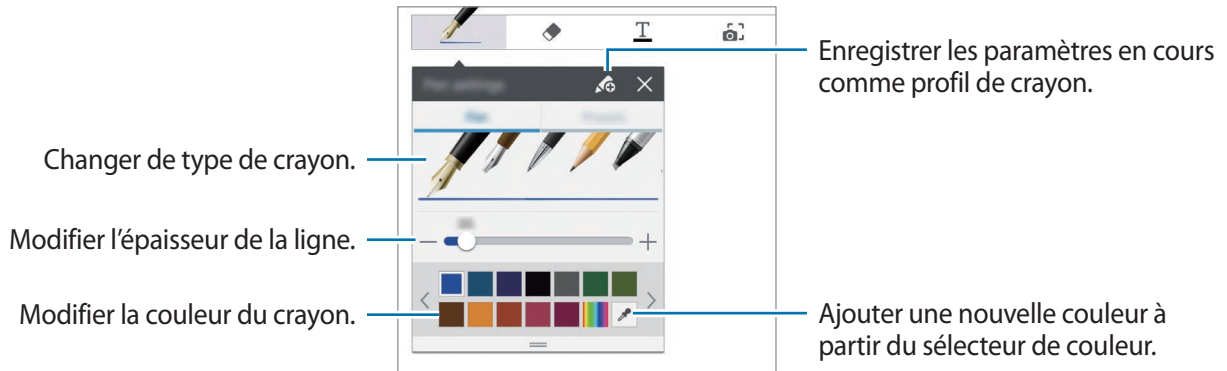 T
Enregistrer les paramètres en cours
comme profil de crayon.
Changer de type de crayon.
Modifier l'épaisseur de la ligne.
Modifier la couleur du crayon.
Ajouter une nouvelle couleur à
partir du sélecteur de couleur.